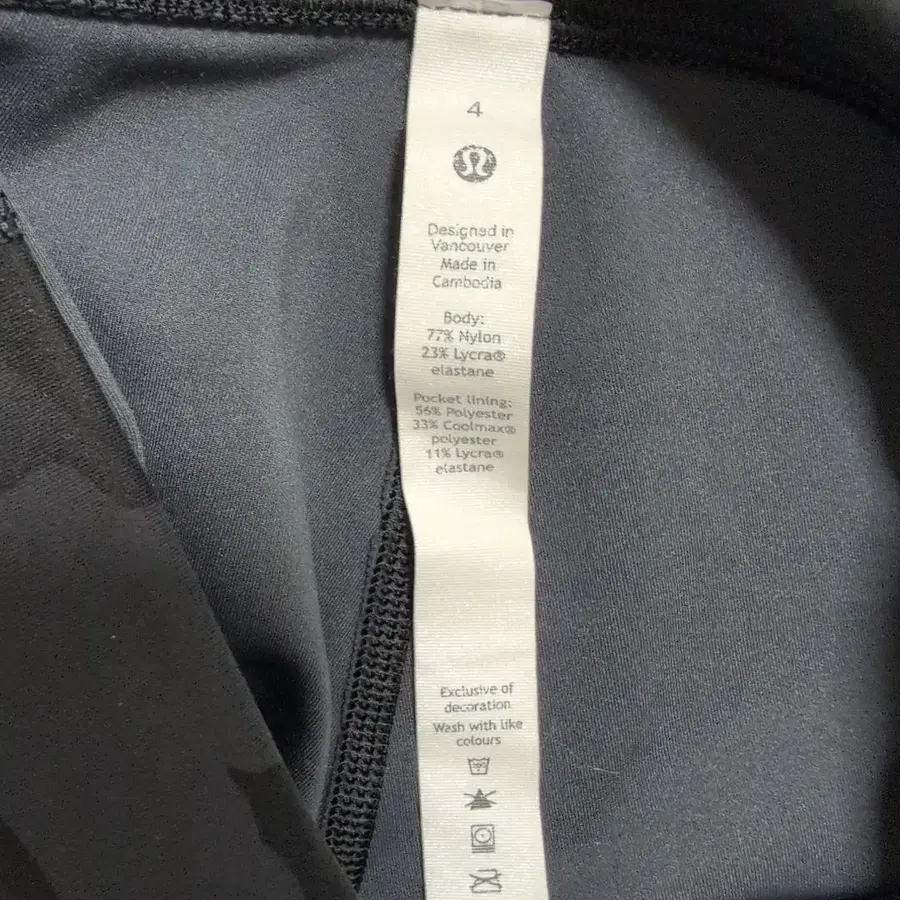 4
Designed in
Vancouver
Made in
Cambodia
Body:
77% Nylon
23% Lycra®
elastane
Pocket lining:
56% Polyester
33% Coolmax®
polyester
11% Lycra®
elastane
Exclusive of
decoration
Wash with like
colours